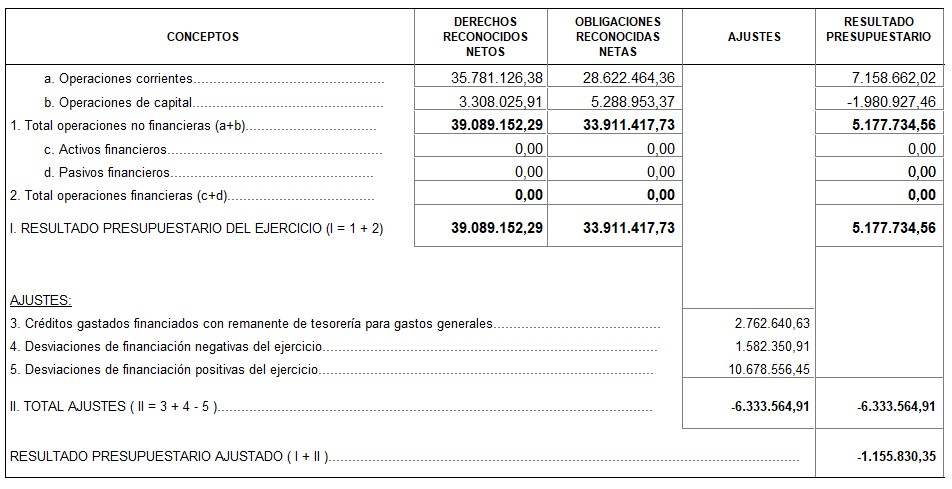 CONCEPTOS DERECHOS RECONOCIDOS NETOS OBLIGACIONES RECONOCIDAS NETAS AJUSTES RESULTADO PRESUPUESTARIO
a. Operaciones corrientes 35.781.126,38 28.622.464,36 7.158.662,02
b. Operaciones de capital 3.308.025,91 5.288.953,37 -1.980.927,46
1. Total operaciones no financieras (a+b) 39.089.152,29 33.911.417,73 5.177.734,56
c. Activos financieros 0,00 0,00 0,00
d. Pasivos financieros 0,00 0,00 0,00
2. Total operaciones financieras (c+d) 0,00 0,00 0,00
I. RESULTADO PRESUPUESTARIO DEL EJERCICIO (I = 1 + 2) 39.089.152,29 33.911.417,73 5.177.734,56
AJUSTES:
3. Créditos gastados financiados con remanente de tesorería para gastos generales 2.762.640,63
4. Desviaciones de financiación negativas del ejercicio 1.582.350,91
5. Desviaciones de financiación positivas del ejercicio 10.678.556,45
II. TOTAL AJUSTES ( II = 3 + 4 - 5 ) -6.333.564,91 -6.333.564,91
RESULTADO PRESUPUESTARIO AJUSTADO ( I + II ) -1.155.830,35